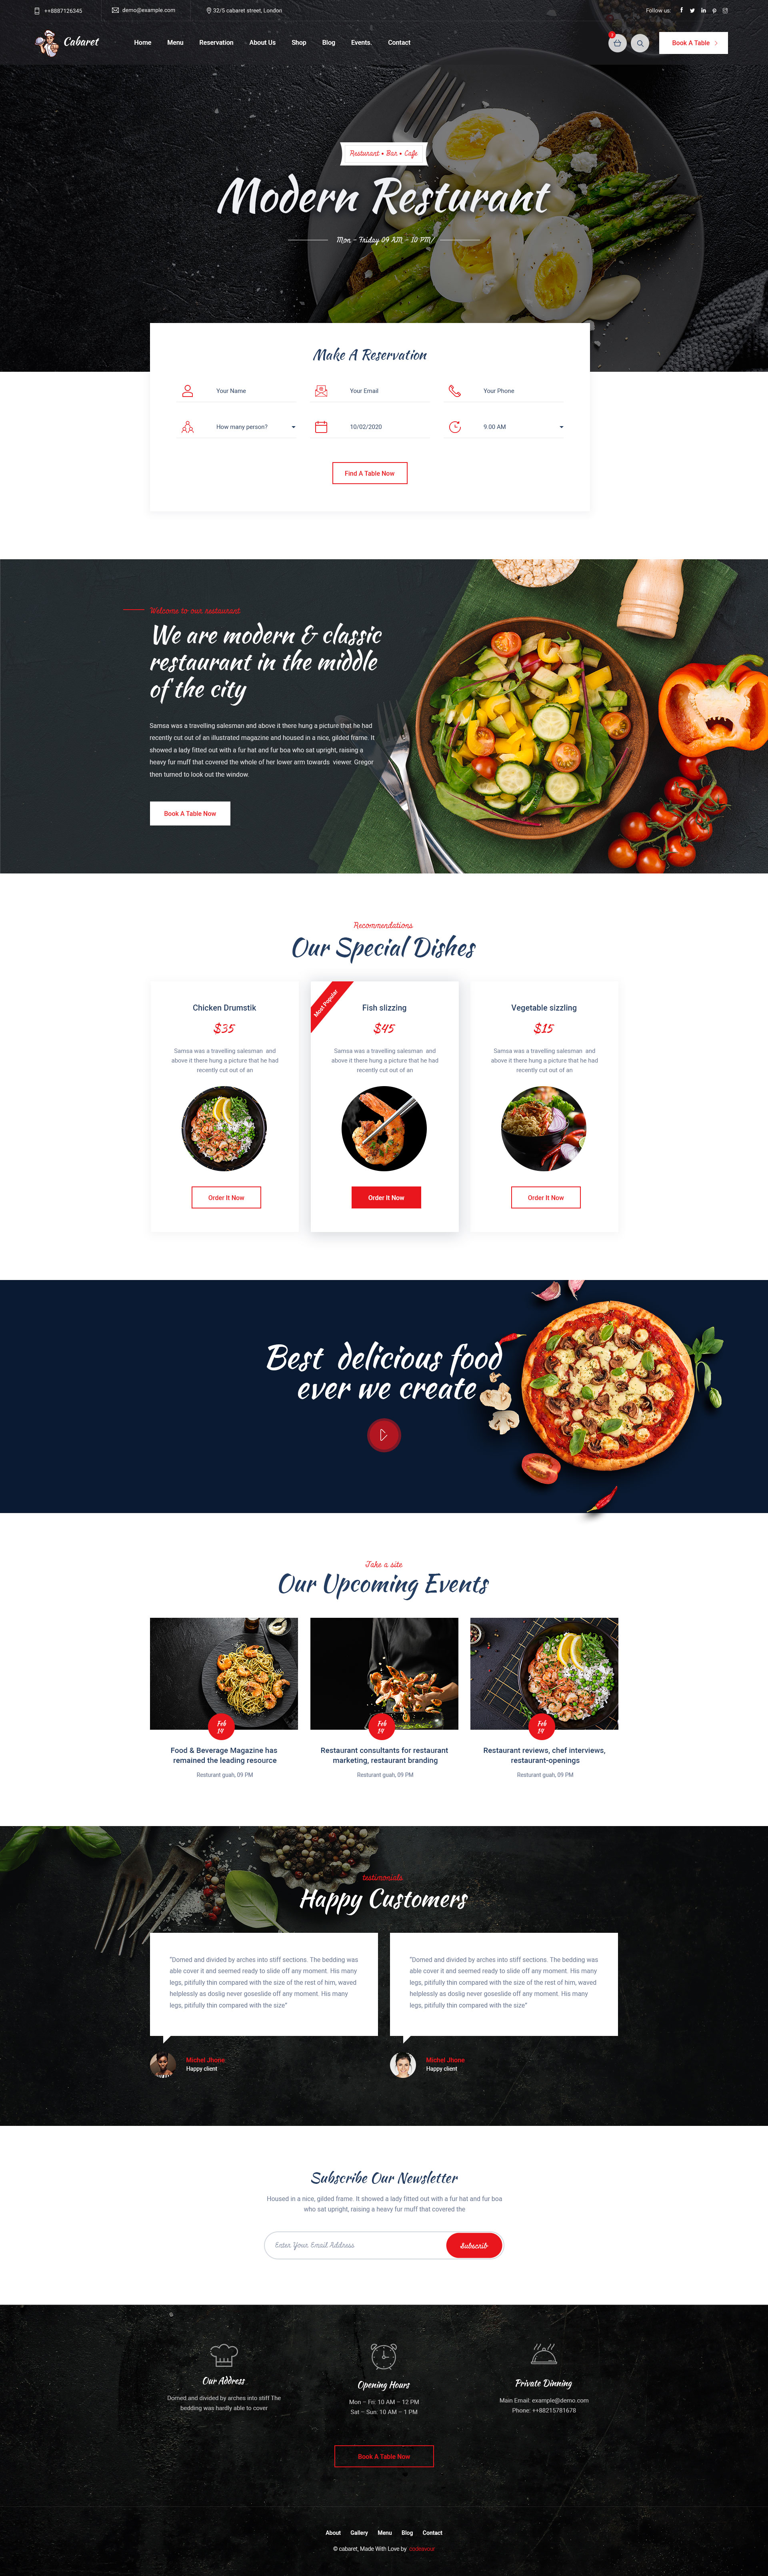 ++8887126345
demo@example.com
32/5 cabaret street, London
Follow us:
Cabaret
Home
Menu
Reservation
About Us
Shop
Blog
Events
Contact
Book A Table
Resturant • Bar • Cafe
Modern Resturant
Mon - Friday 09 AM - 10 PM/
Make A Reservation
Your Name
Your Email
Your Phone
How many person?
10/02/2020
9.00 AM
Find A Table Now
Welcome to our restaurant
We are modern & classic
restaurant in the middle
of the city
Samsa was a travelling salesman and above it there hung a picture that he had
recently cut out of an illustrated magazine and housed in a nice, gilded frame. It
showed a lady fitted out with a fur hat and fur boa who sat upright, raising a
heavy fur muff that covered the whole of her lower arm towards viewer. Gregor
then turned to look out the window.
Book A Table Now
Recommendations
Our Special Dishes
Chicken Drumstik
$35
Samsa was a travelling salesman and
above it there hung a picture that he had
recently cut out of an
Order It Now
Most Popular
Fish slizzing
$45
Samsa was a travelling salesman and
above it there hung a picture that he had
recently cut out of an
Order It Now
Vegetable sizzling
$15
Samsa was a travelling salesman and
above it there hung a picture that he had
recently cut out of an
Order It Now
Best delicious food
ever we create
Take a site
Our Upcoming Events
Feb
14
Food & Beverage Magazine has
remained the leading resource
Resturant guah, 09 PM
Feb
14
Restaurant consultants for restaurant
marketing, restaurant branding
Resturant guah, 09 PM
Feb
14
Restaurant reviews, chef interviews,
restaurant-openings
Resturant guah, 09 PM
testimonials
Happy Customers
“Domed and divided by arches into stiff sections. The bedding was
able cover it and seemed ready to slide off any moment. His many
legs, pitifully thin compared with the size of the rest of him, waved
helplessly as doslig never goseslide off any moment. His many
legs, pitifully thin compared with the size”
Michel Jhone
Happy client
“Domed and divided by arches into stiff sections. The bedding was
able cover it and seemed ready to slide off any moment. His many
legs, pitifully thin compared with the size of the rest of him, waved
helplessly as doslig never goseslide off any moment. His many
legs, pitifully thin compared with the size”
Michel Jhone
Happy client
Subscribe Our Newsletter
Housed in a nice, gilded frame. It showed a lady fitted out with a fur hat and fur boa
who sat upright, raising a heavy fur muff that covered the
Enter Your Email Address
Subscrib
Our Address
Domed and divided by arches into stiff The
bedding was hardly able to cover
Opening Hours
Mon – Fri: 10 AM – 12 PM
Sat – Sun: 10 AM – 1 PM
Private Dinning
Main Email: example@demo.com
Phone: ++88215781678
Book A Table Now
About
Gallery
Menu
Blog
Contact
© cabaret, Made With Love by